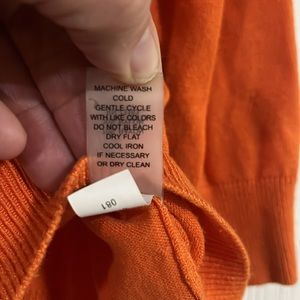 MACHINE WASH
COLD
GENTLE CYCLE
WITH LIKE COLORS
DO NOT BLEACH
DRY FLAT
COOL IRON
IF NECESSARY
OR DRY CLEAN
081